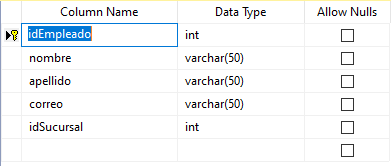 Column Name Data Type Allow Nulls
idEmpleado int
nombre varchar(50)
apellido varchar(50)
correo varchar(50)
idSucursal int